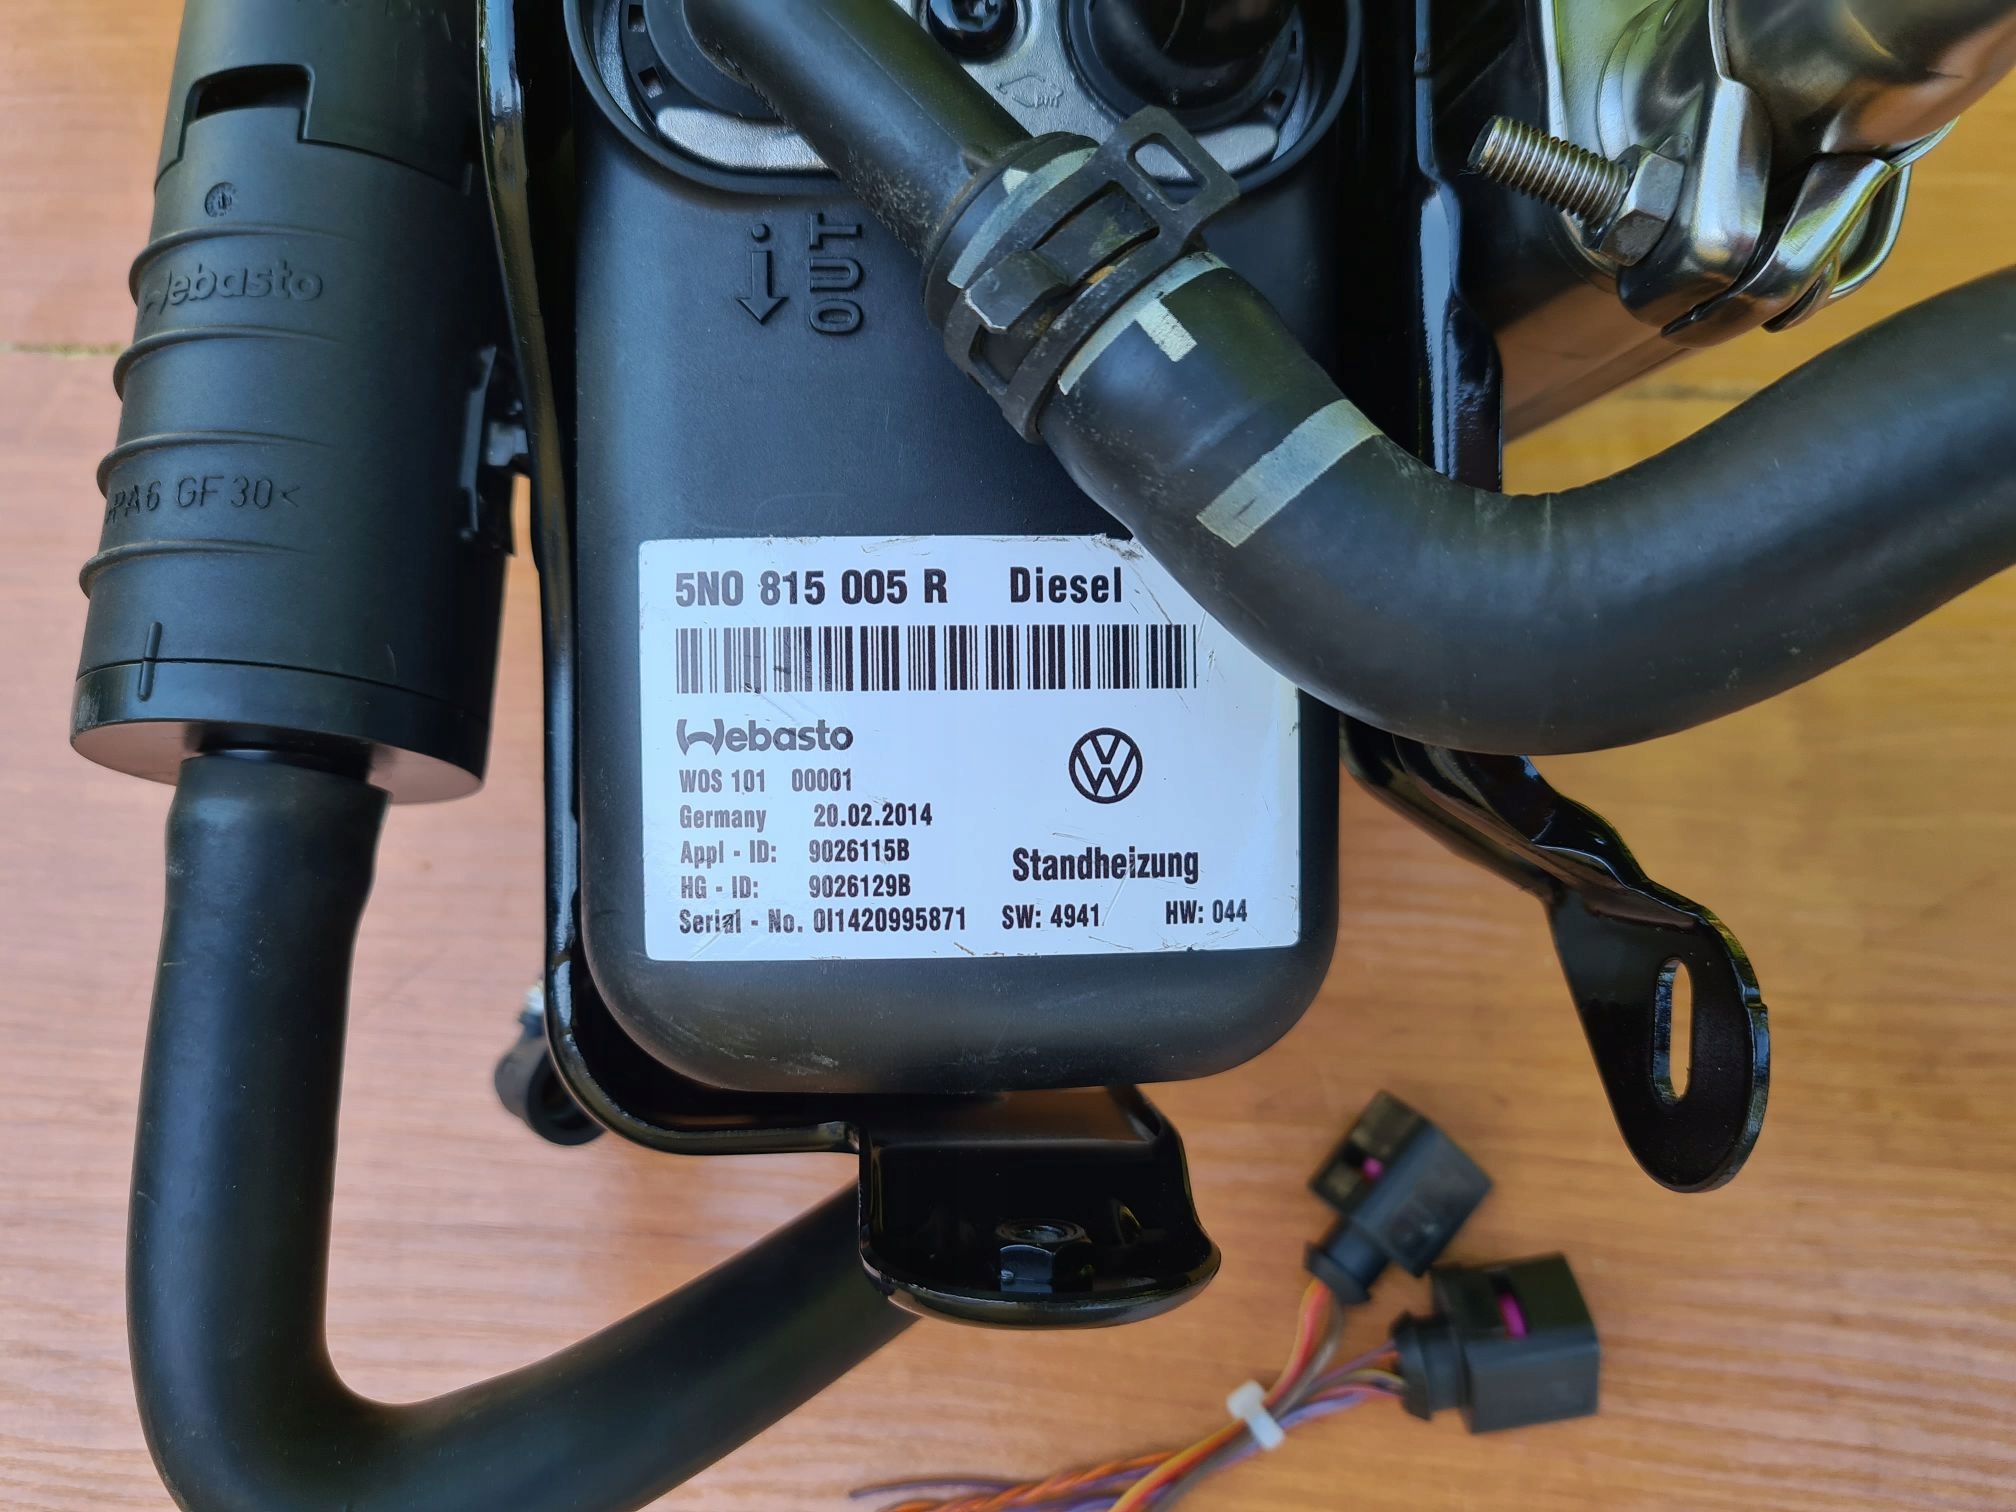 Webasto
>PA6 GF30<
OUT
5N0 815 005 R Diesel
Webasto
WOS 101 00001
Germany 20.02.2014
Appl - ID: 9026115B
HG - ID: 9026129B
Standheizung
Serial - No. 0I1420995871 SW: 4941 HW: 044